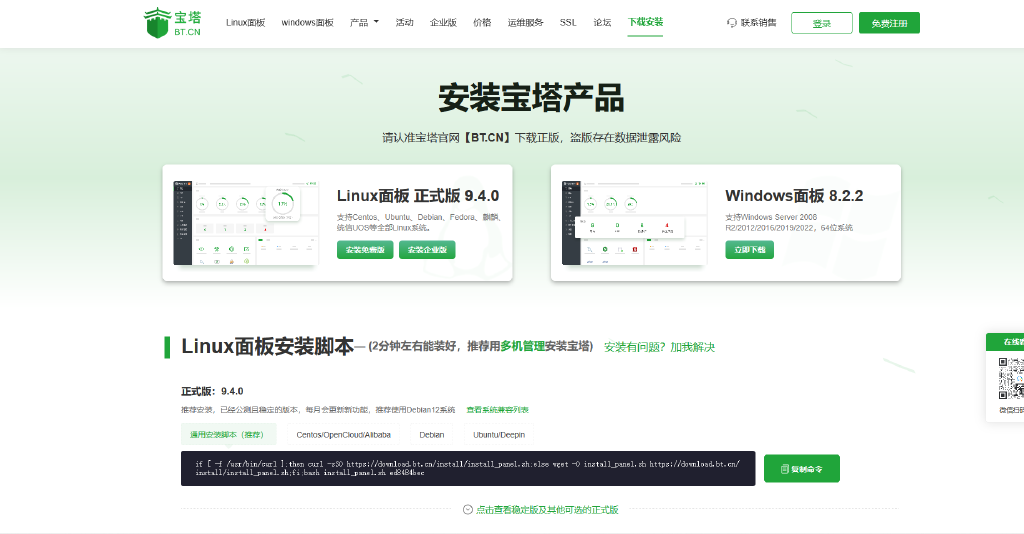 宝塔
BT.CN
Linux面板 windows面板 产品 活动 企业版 价格 运维服务 SSL 论坛 下载安装 联系销售 登录 免费注册
安装宝塔产品
请认准宝塔官网【BT.CN】下载正版，盗版存在数据泄露风险
Linux面板 正式版 9.4.0
支持Centos、Ubuntu、Debian、Fedora、麒麟、
统信UOS等全部Linux系统。
安装免费版 安装企业版
Windows面板 8.2.2
支持Windows Server 2008
R2/2012/2016/2019/2022，64位系统
立即下载
Linux面板安装脚本— (2分钟左右能装好，推荐用多机管理安装宝塔) 安装有问题？加我解决
正式版：9.4.0
推荐安装，已经公测且稳定的版本，每月会更新新功能，推荐使用Debian12系统 查看系统兼容列表
通用安装脚本（推荐） Centos/OpenCloud/Alibaba Debian Ubuntu/Deepin
if [ -f /usr/bin/curl ];then curl -sSO https://download.bt.cn/install/install_panel.sh;else wget -O install_panel.sh https://download.bt.cn/
install/install_panel.sh;fi;bash install_panel.sh ed8484bec
复制命令
点击查看稳定版及其他可选的正式版
在线客
微信扫码